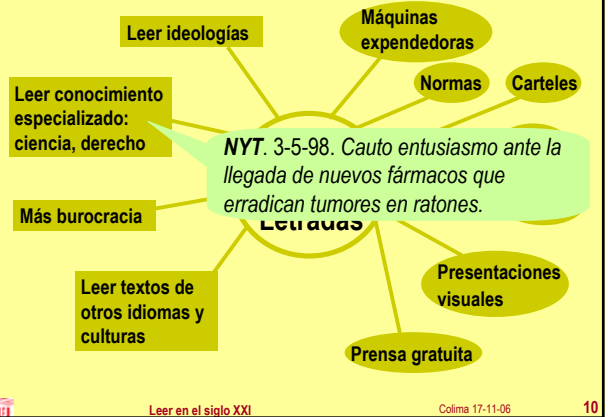 Leer ideologías
Máquinas
expendedoras
Normas
Carteles
Leer conocimiento
especializado:
ciencia, derecho
NYT. 3-5-98. Cauto entusiasmo ante la
llegada de nuevos fármacos que
erradican tumores en ratones.
Letradas
Más burocracia
Leer textos de
otros idiomas y
culturas
Presentaciones
visuales
Prensa gratuita
Leer en el siglo XXI
Colima 17-11-06
10